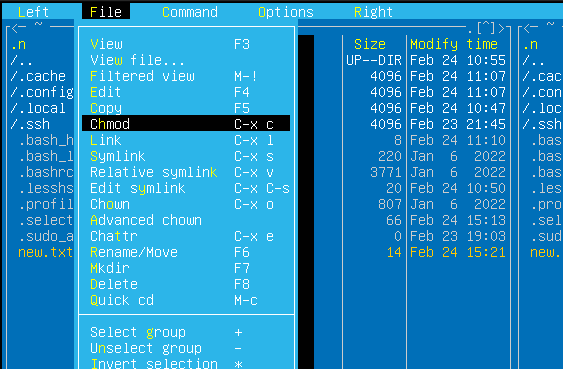 Left File Command Options Right
<─ ~ .[^]> <─ ~
.n Size Modify time .n
/.. UP--DIR Feb 24 10:55 /..
/.cache 4096 Feb 24 11:07 /.cac
/.config 4096 Feb 24 11:07 /.con
/.local 4096 Feb 24 10:47 /.loc
/.ssh 4096 Feb 23 21:45 /.ssh
.bash_h 8 Feb 24 11:10 .bas
.bash_l 220 Jan 6 2022 .bas
.bashrc 3771 Jan 6 2022 .bas
.lesshs 20 Feb 24 10:50 .les
.profil 807 Jan 6 2022 .pro
.select 66 Feb 24 15:13 .sel
.sudo_a 0 Feb 23 19:03 .sud
new.txt 14 Feb 24 15:21 new.
View F3
View file...
Filtered view M-!
Edit F4
Copy F5
Chmod C-x c
Link C-x l
Symlink C-x s
Relative symlink C-x v
Edit symlink C-x C-s
Chown C-x o
Advanced chown
Chattr C-x e
Rename/Move F6
Mkdir F7
Delete F8
Quick cd M-c
Select group +
Unselect group -
Invert selection *